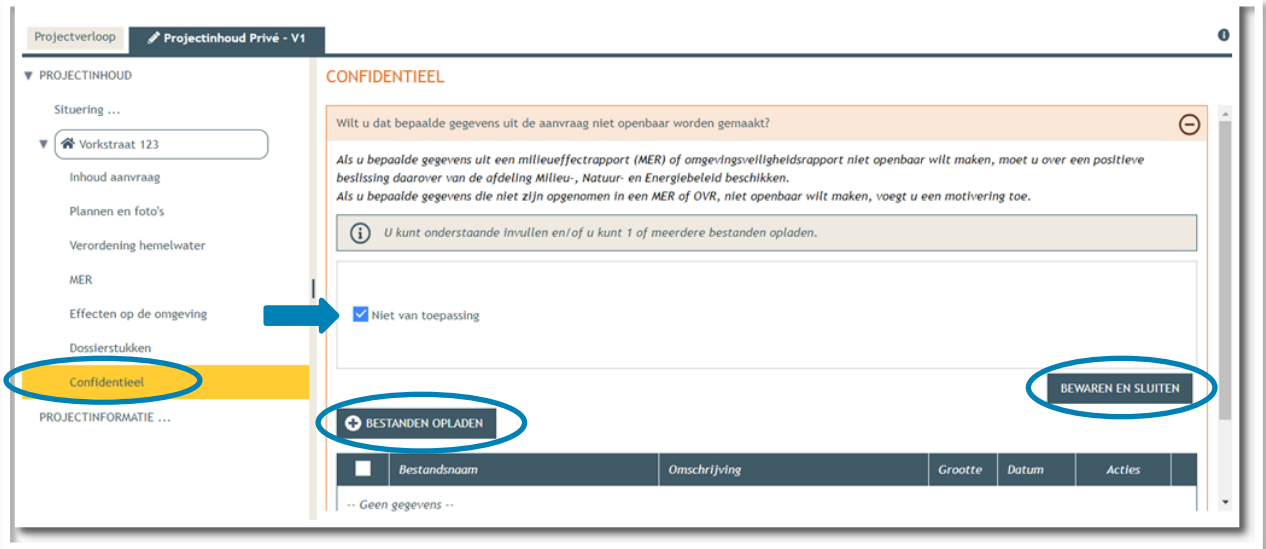 Projectverloop
Projectinhoud Privé - V1
PROJECTINHOUD
Situering ...
Vorkstraat 123
Inhoud aanvraag
Plannen en foto's
Verordening hemelwater
MER
Effecten op de omgeving
Dossierstukken
Confidentieel
PROJECTINFORMATIE ...
CONFIDENTIEEL
Wilt u dat bepaalde gegevens uit de aanvraag niet openbaar worden gemaakt?
Als u bepaalde gegevens uit een milieueffectrapport (MER) of omgevingsveiligheidsrapport niet openbaar wilt maken, moet u over een positieve
beslissing daarover van de afdeling Milieu-, Natuur- en Energiebeleid beschikken.
Als u bepaalde gegevens die niet zijn opgenomen in een MER of OVR, niet openbaar wilt maken, voegt u een motivering toe.
U kunt onderstaande invullen en/of u kunt 1 of meerdere bestanden opladen.
Niet van toepassing
BEWAREN EN SLUITEN
BESTANDEN OPLADEN
Bestandsnaam Omschrijving Grootte Datum Acties
-- Geen gegevens --